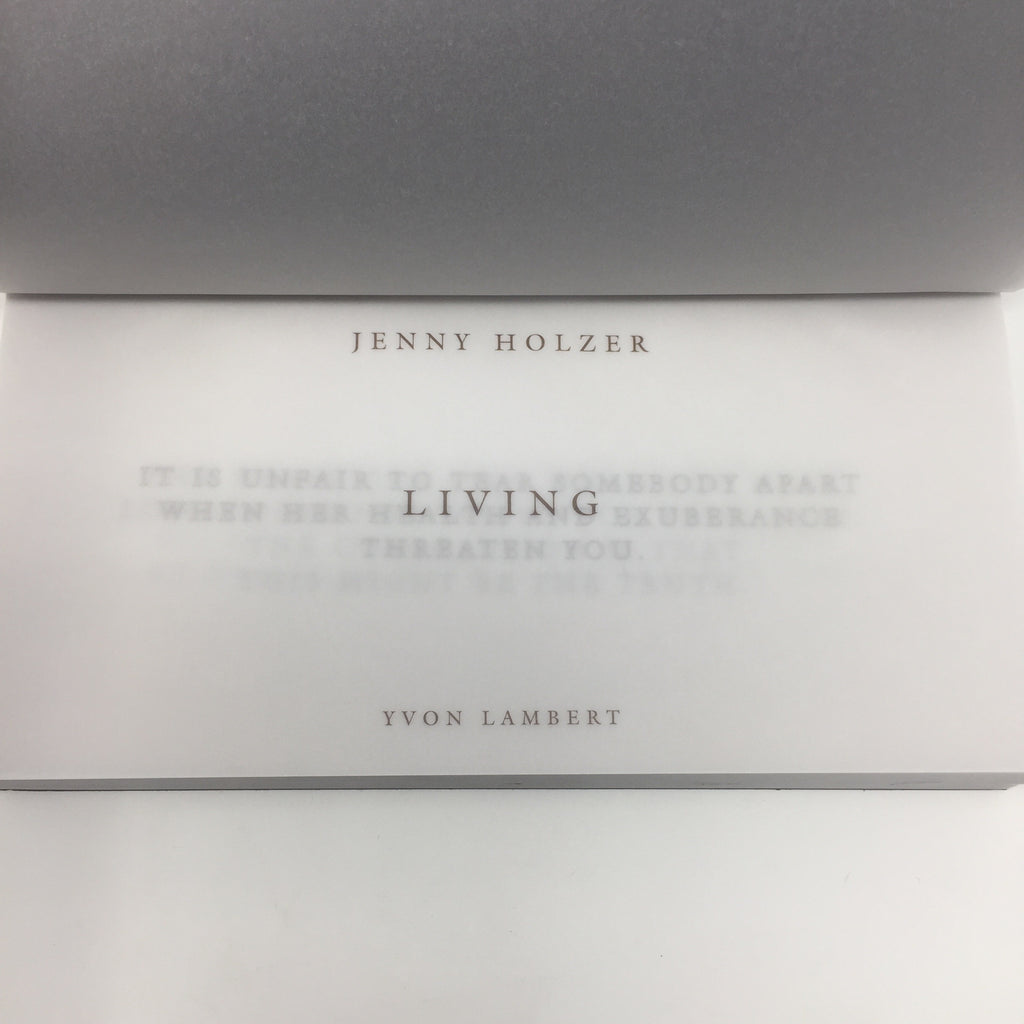 JENNY HOLZER
IT IS UNFAIR TO TEAR SOMEBODY APART
LIVING
WHEN HER HEALTH AND EXUBERANCE
THREATEN YOU.
THAT
YVON LAMBERT